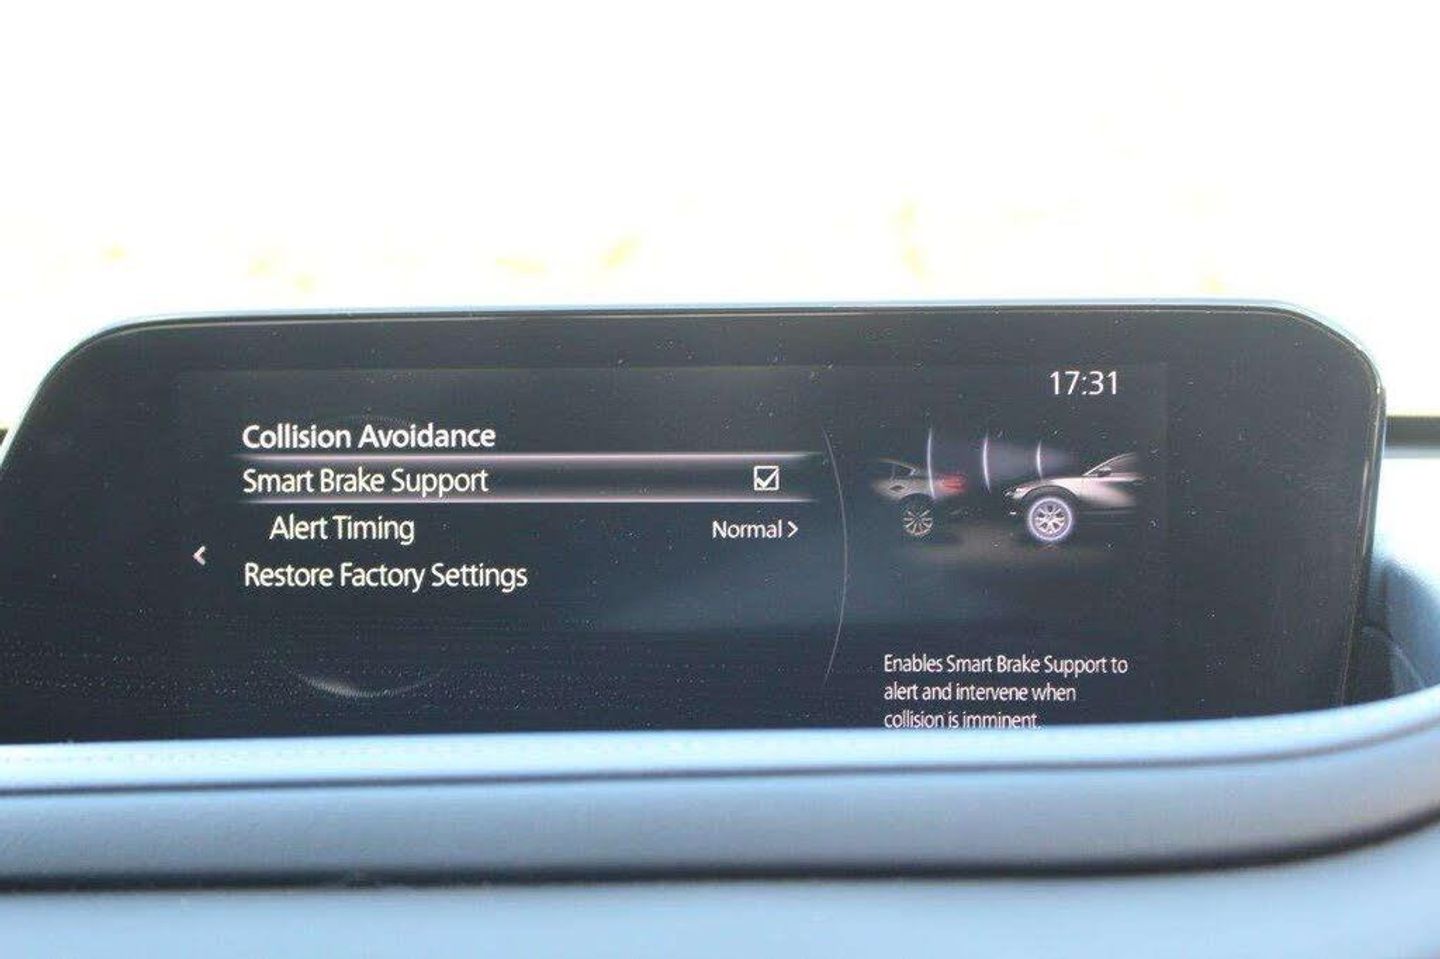 17:31
Collision Avoidance
Smart Brake Support
Alert Timing Normal >
Restore Factory Settings
Enables Smart Brake Support to
alert and intervene when
collision is imminent.